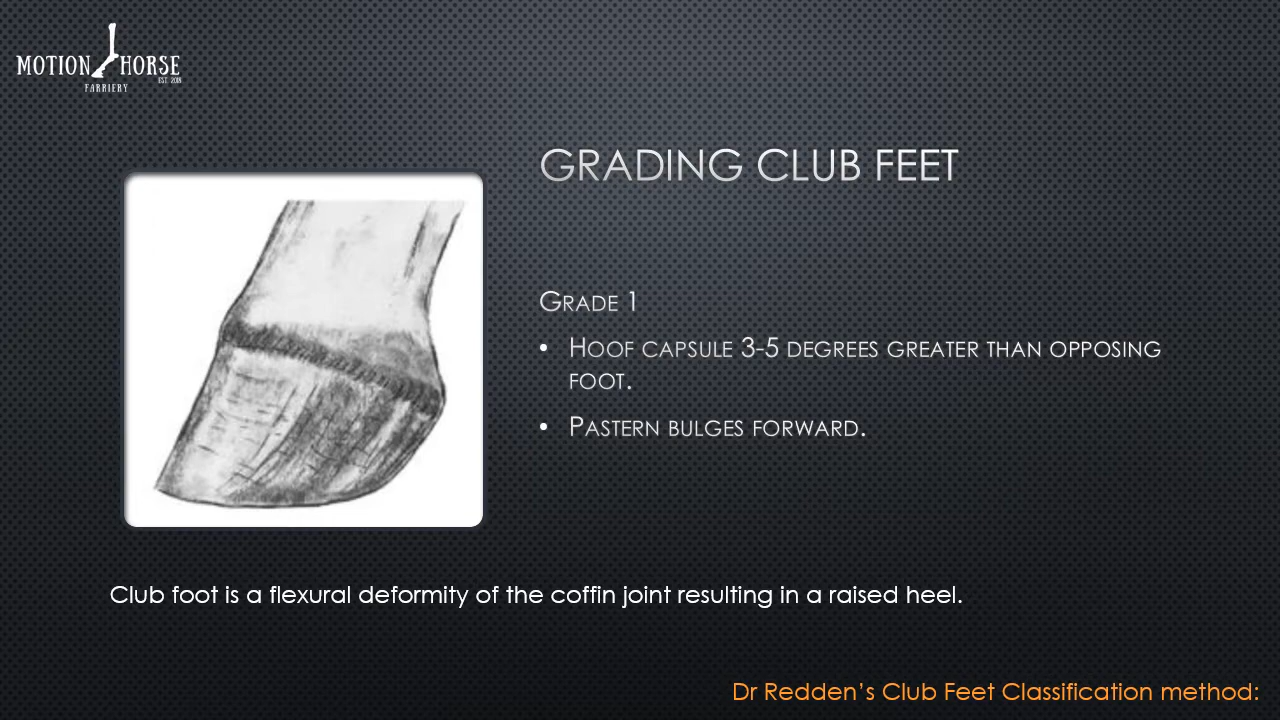 MOTION HORSE
EST. 2018
FARRIERY
GRADING CLUB FEET
GRADE 1
• HOOF CAPSULE 3-5 DEGREES GREATER THAN OPPOSING
FOOT.
• PASTERN BULGES FORWARD.
Club foot is a flexural deformity of the coffin joint resulting in a raised heel.
Dr Redden’s Club Feet Classification method: